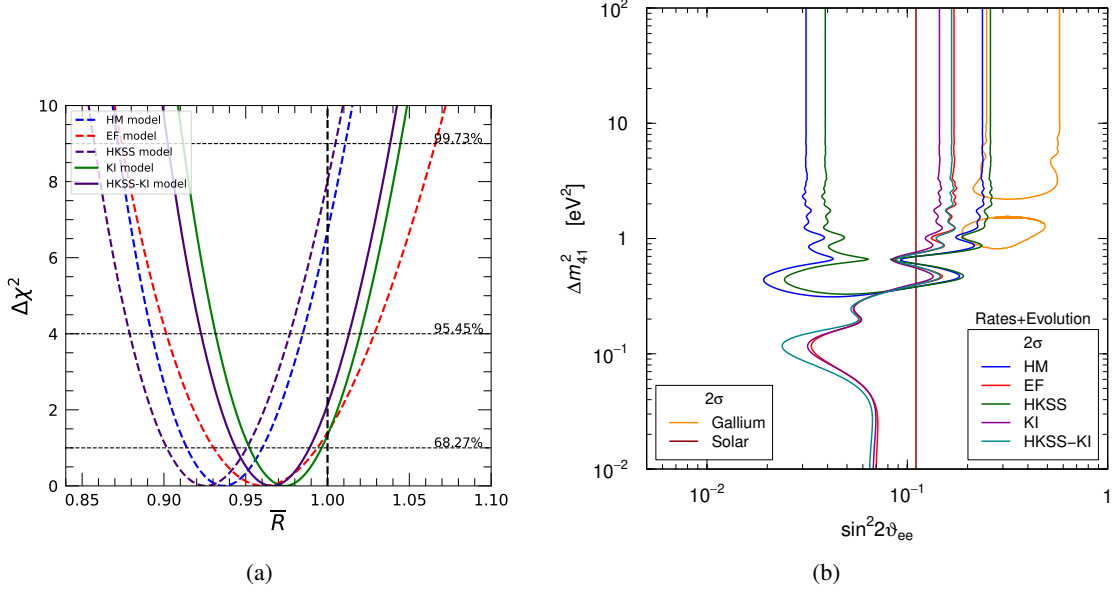 10
8
6
4
2
0
Δχ²
HM model
EF model
HKSS model
KI model
HKSS-KI model
99.73%
95.45%
68.27%
0.85 0.90 0.95 1.00 1.05 1.10
R̅
(a)
10²
10
1
10⁻¹
10⁻²
Δm²₄₁ [eV²]
2σ
Gallium
Solar
Rates+Evolution
2σ
HM
EF
HKSS
KI
HKSS−KI
10⁻² 10⁻¹ 1
sin²2ϑee
(b)